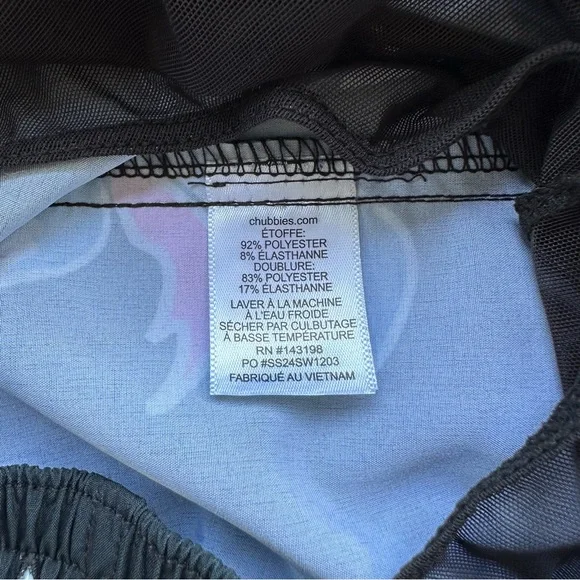 chubbies.com
ÉTOFFE:
92% POLYESTER
8% ÉLASTHANNE
DOUBLURE:
83% POLYESTER
17% ÉLASTHANNE
LAVER À LA MACHINE
À L'EAU FROIDE
SÉCHER PAR CULBUTAGE
À BASSE TEMPÉRATURE
RN #143198
PO #SS24SW1203
FABRIQUÉ AU VIETNAM